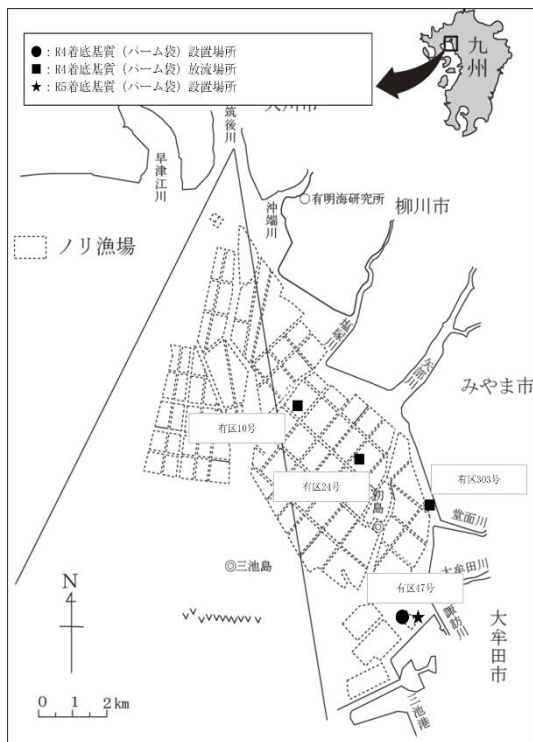 ●：R4着底基質（パーム袋）設置場所
■：R4着底基質（パーム袋）放流場所
★：R5着底基質（パーム袋）設置場所
九州
筑後川
早津江川
沖端川
有明海研究所
柳川市
ノリ漁場
塩塚川
矢部川
みやま市
有区10号
有区24号
有区303号
初島
堂面川
三池島
大牟田川
有区47号
諏訪川
大牟田市
N
0 1 2km
三池港